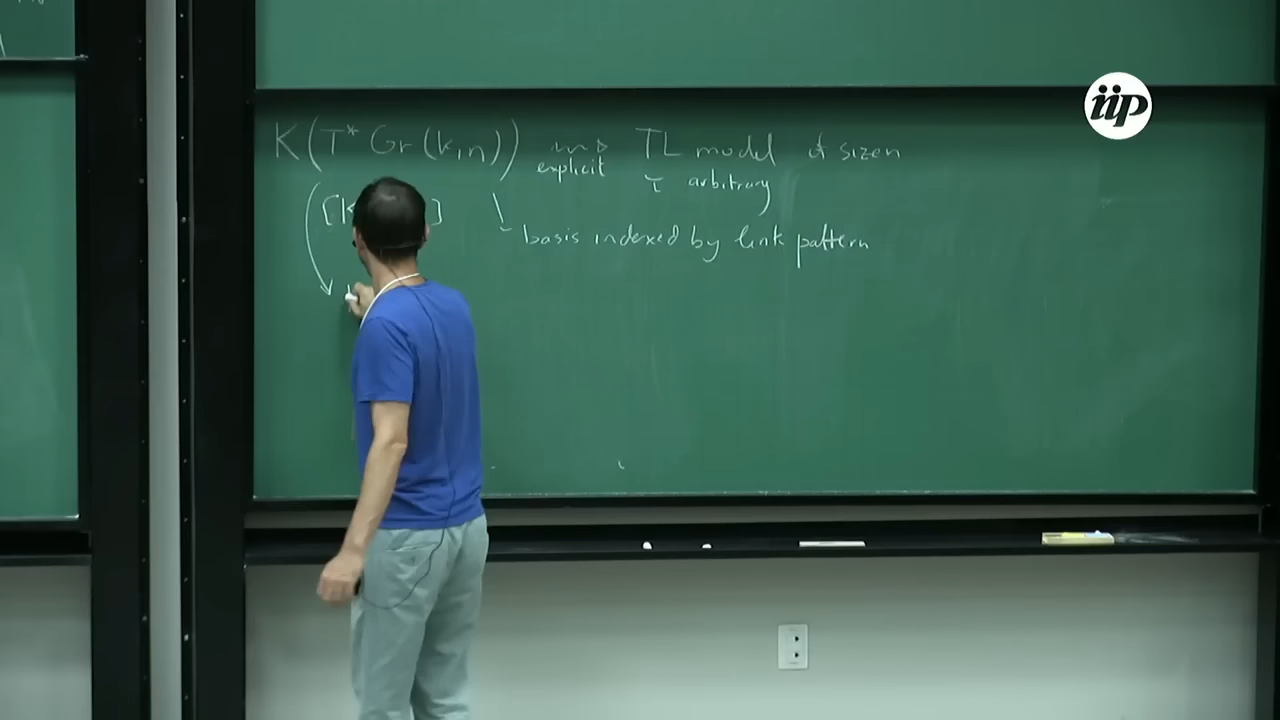 K(T* Gr(k,n)) ⇝ TL model of size n
explicit τ arbitrary
[K ]
basis indexed by link pattern
iip